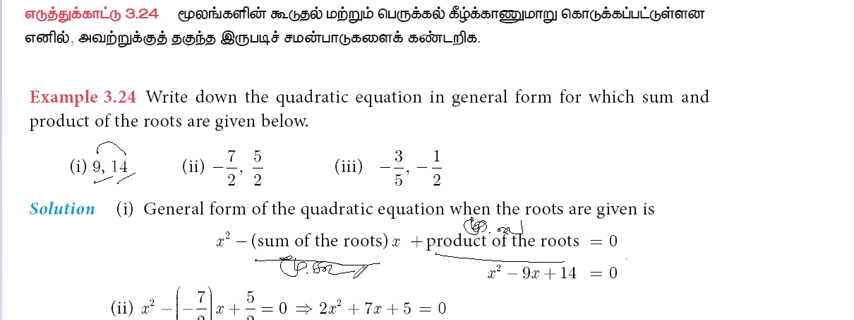 எடுத்துக்காட்டு 3.24 மூலங்களின் கூடுதல் மற்றும் பெருக்கல் கீழ்க்காணுமாறு கொடுக்கப்பட்டுள்ளன
எனில், அவற்றுக்குத் தகுந்த இருபடிச் சமன்பாடுகளைக் கண்டறிக.
Example 3.24 Write down the quadratic equation in general form for which sum and
product of the roots are given below.
(i) 9, 14 (ii) −7/2, 5/2 (iii) −3/5, −1/2
Solution (i) General form of the quadratic equation when the roots are given is
x² − (sum of the roots) x + product of the roots = 0
x² − 9x + 14 = 0
(ii) x² − (−7/2)x + 5/2 = 0 ⇒ 2x² + 7x + 5 = 0